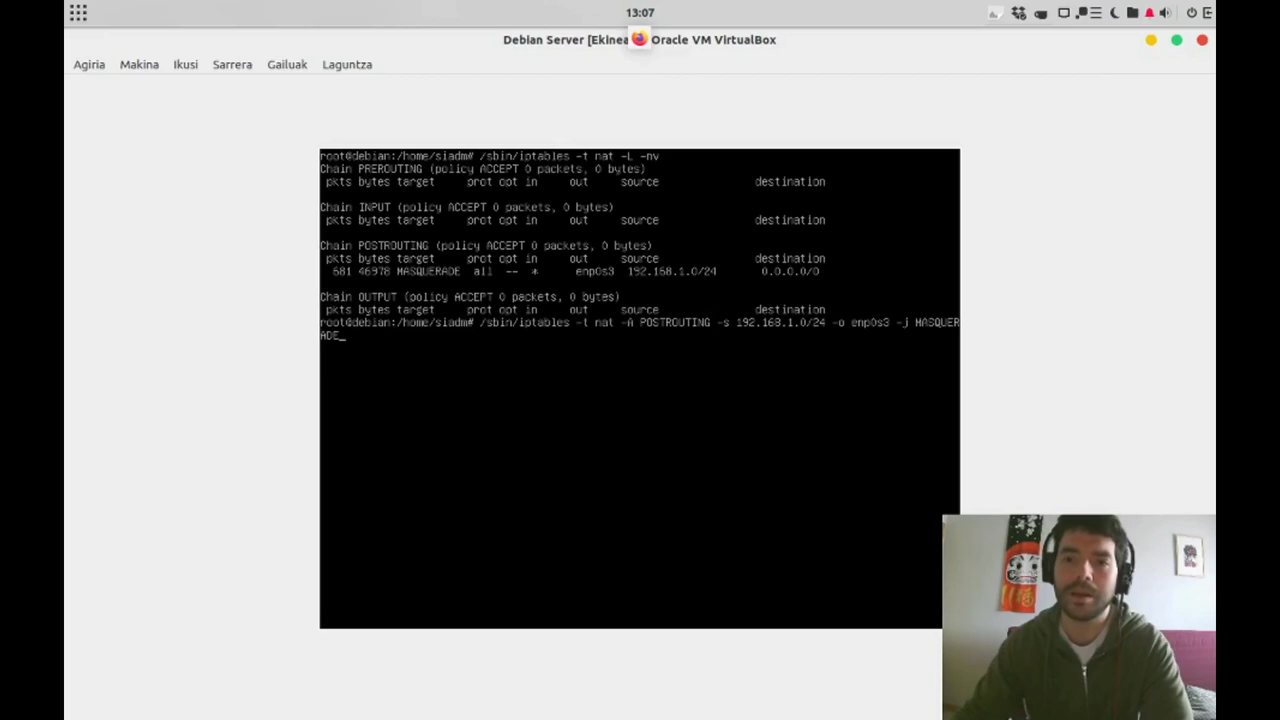 13:07
Debian Server [Ekinea Oracle VM VirtualBox
Agiria Makina Ikusi Sarrera Gailuak Laguntza
root@debian:/home/siadm# /sbin/iptables -t nat -L -nv
Chain PREROUTING (policy ACCEPT 0 packets, 0 bytes)
pkts bytes target prot opt in out source destination
Chain INPUT (policy ACCEPT 0 packets, 0 bytes)
pkts bytes target prot opt in out source destination
Chain POSTROUTING (policy ACCEPT 0 packets, 0 bytes)
pkts bytes target prot opt in out source destination
681 46978 MASQUERADE all -- * enp0s3 192.168.1.0/24 0.0.0.0/0
Chain OUTPUT (policy ACCEPT 0 packets, 0 bytes)
pkts bytes target prot opt in out source destination
root@debian:/home/siadm# /sbin/iptables -t nat -A POSTROUTING -s 192.168.1.0/24 -o enp0s3 -j MASQUER
ADE_